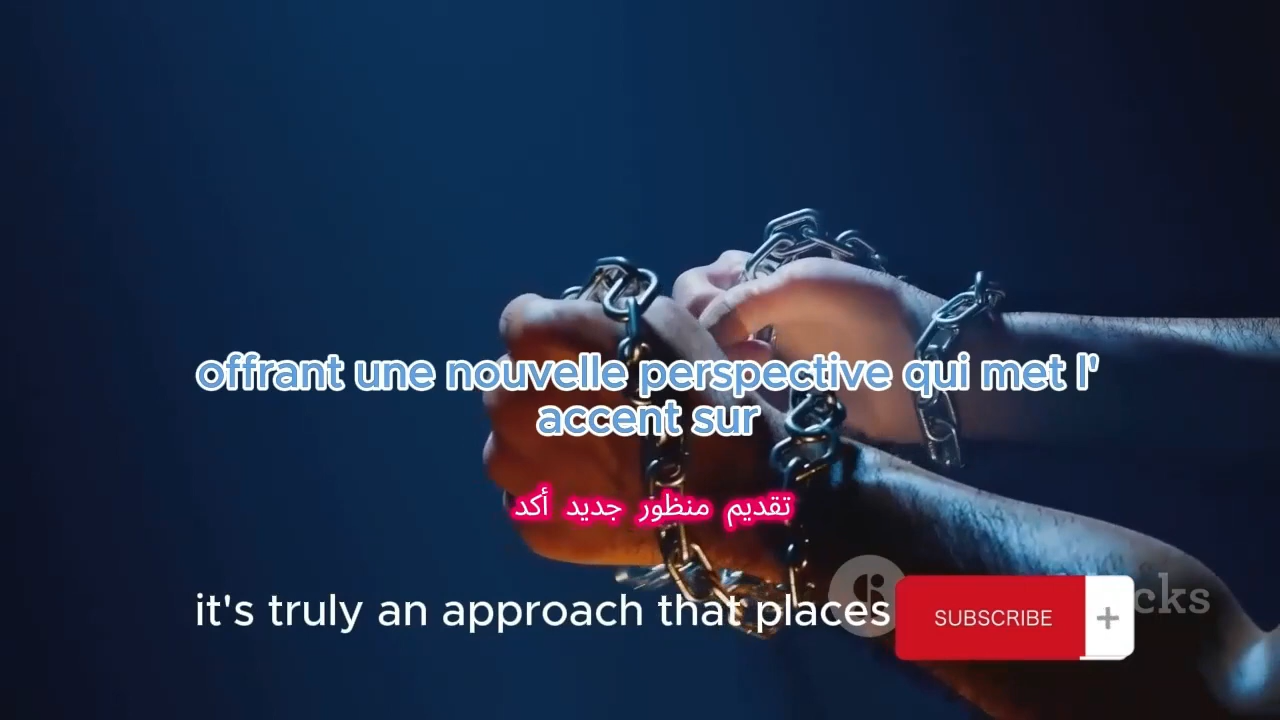 offrant une nouvelle perspective qui met l'
accent sur
تقديم منظور جديد أكد
it's truly an approach that places
SUBSCRIBE +
cks